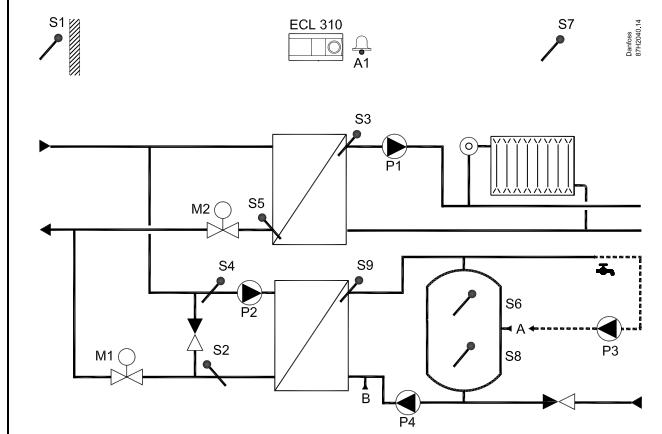 S1
ECL 310
A1
S7
Danfoss
87H2040.14
S3
P1
M2
S5
S4
P2
S9
S6
A
P3
S8
M1
S2
B
P4